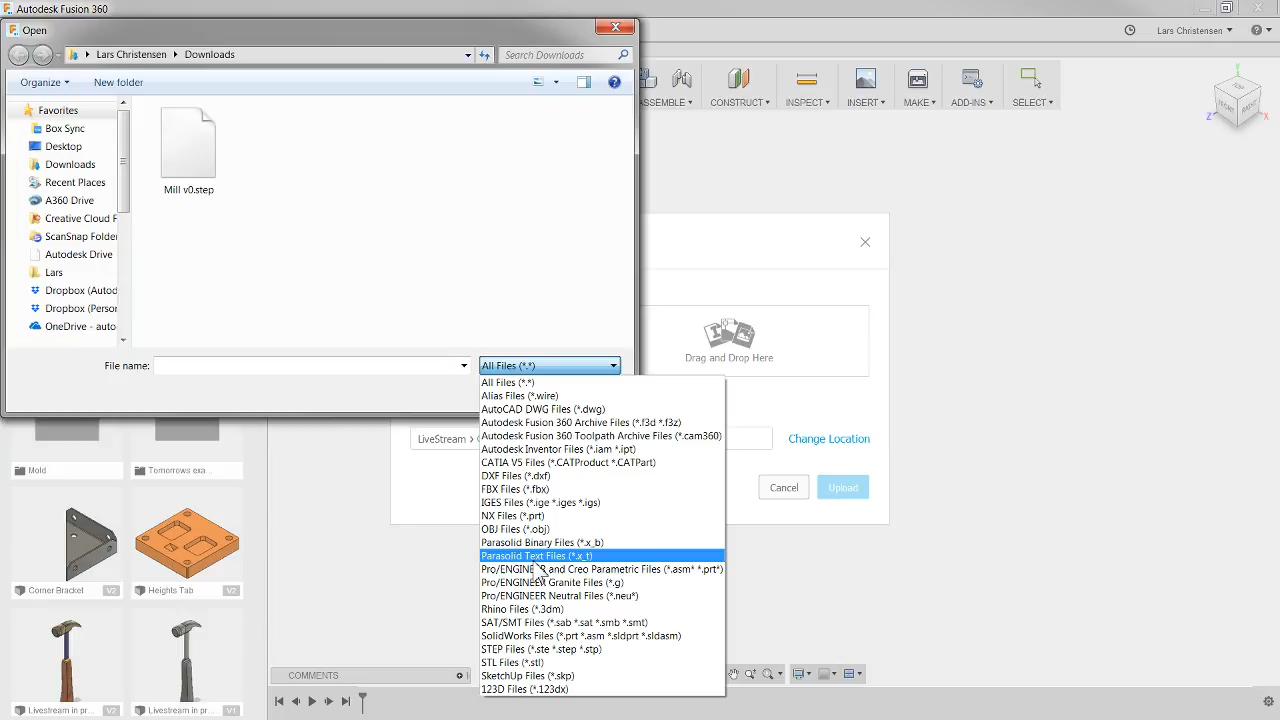 Autodesk Fusion 360
Open
Lars Christensen
Lars Christensen
Downloads
Search Downloads
Organize
New folder
ASSEMBLE
CONSTRUCT
INSPECT
INSERT
MAKE
ADD-INS
SELECT
TOP
FRONT
RIGHT
Y
Z
X
Favorites
Box Sync
Desktop
Downloads
Recent Places
A360 Drive
Creative Cloud F
ScanSnap Folder
Autodesk Drive
Lars
Dropbox (Autod
Dropbox (Person
OneDrive - auto
Mill v0.step
File name:
All Files (*.*)
All Files (*.*)
Alias Files (*.wire)
AutoCAD DWG Files (*.dwg)
Autodesk Fusion 360 Archive Files (*.f3d *.f3z)
Autodesk Fusion 360 Toolpath Archive Files (*.cam360)
Autodesk Inventor Files (*.iam *.ipt)
CATIA V5 Files (*.CATProduct *.CATPart)
DXF Files (*.dxf)
FBX Files (*.fbx)
IGES Files (*.ige *.iges *.igs)
NX Files (*.prt)
OBJ Files (*.obj)
Parasolid Binary Files (*.x_b)
Parasolid Text Files (*.x_t)
Pro/ENGINEER and Creo Parametric Files (*.asm* *.prt*)
Pro/ENGINEER Granite Files (*.g)
Pro/ENGINEER Neutral Files (*.neu*)
Rhino Files (*.3dm)
SAT/SMT Files (*.sab *.sat *.smb *.smt)
SolidWorks Files (*.prt *.asm *.sldprt *.sldasm)
STEP Files (*.ste *.step *.stp)
STL Files (*.stl)
SketchUp Files (*.skp)
123D Files (*.123dx)
Drag and Drop Here
LiveStream >
Change Location
Cancel
Upload
Mold
Tomorrows exa...
Corner Bracket
V2
Heights Tab
V2
Livestream in pr...
V2
Livestream in pr...
V1
COMMENTS